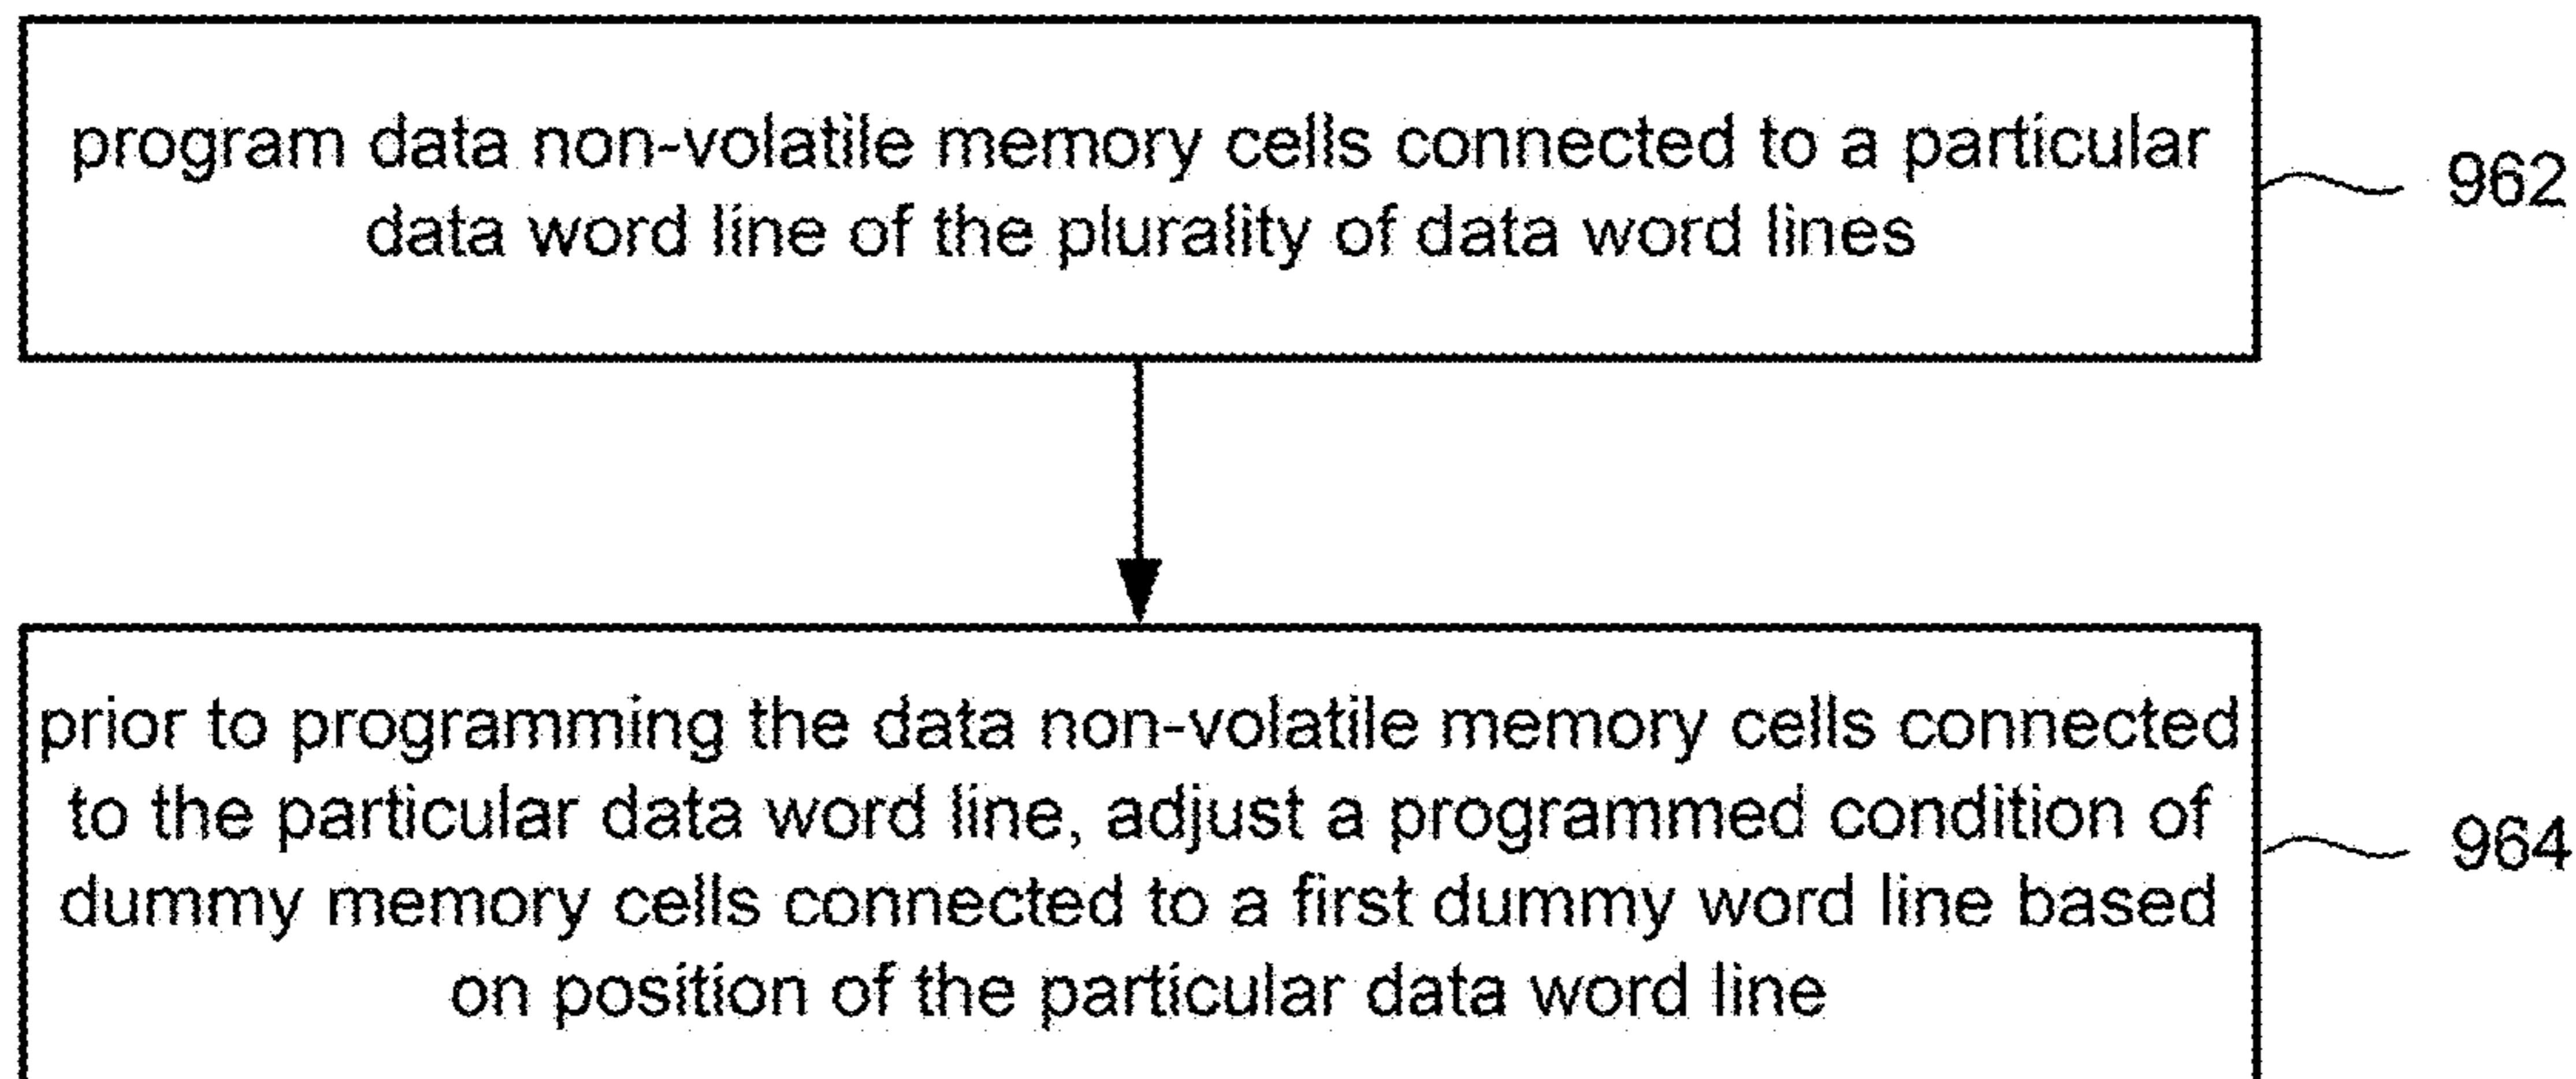 program data non-volatile memory cells connected to a particular
data word line of the plurality of data word lines
962
prior to programming the data non-volatile memory cells connected
to the particular data word line, adjust a programmed condition of
dummy memory cells connected to a first dummy word line based
on position of the particular data word line
964